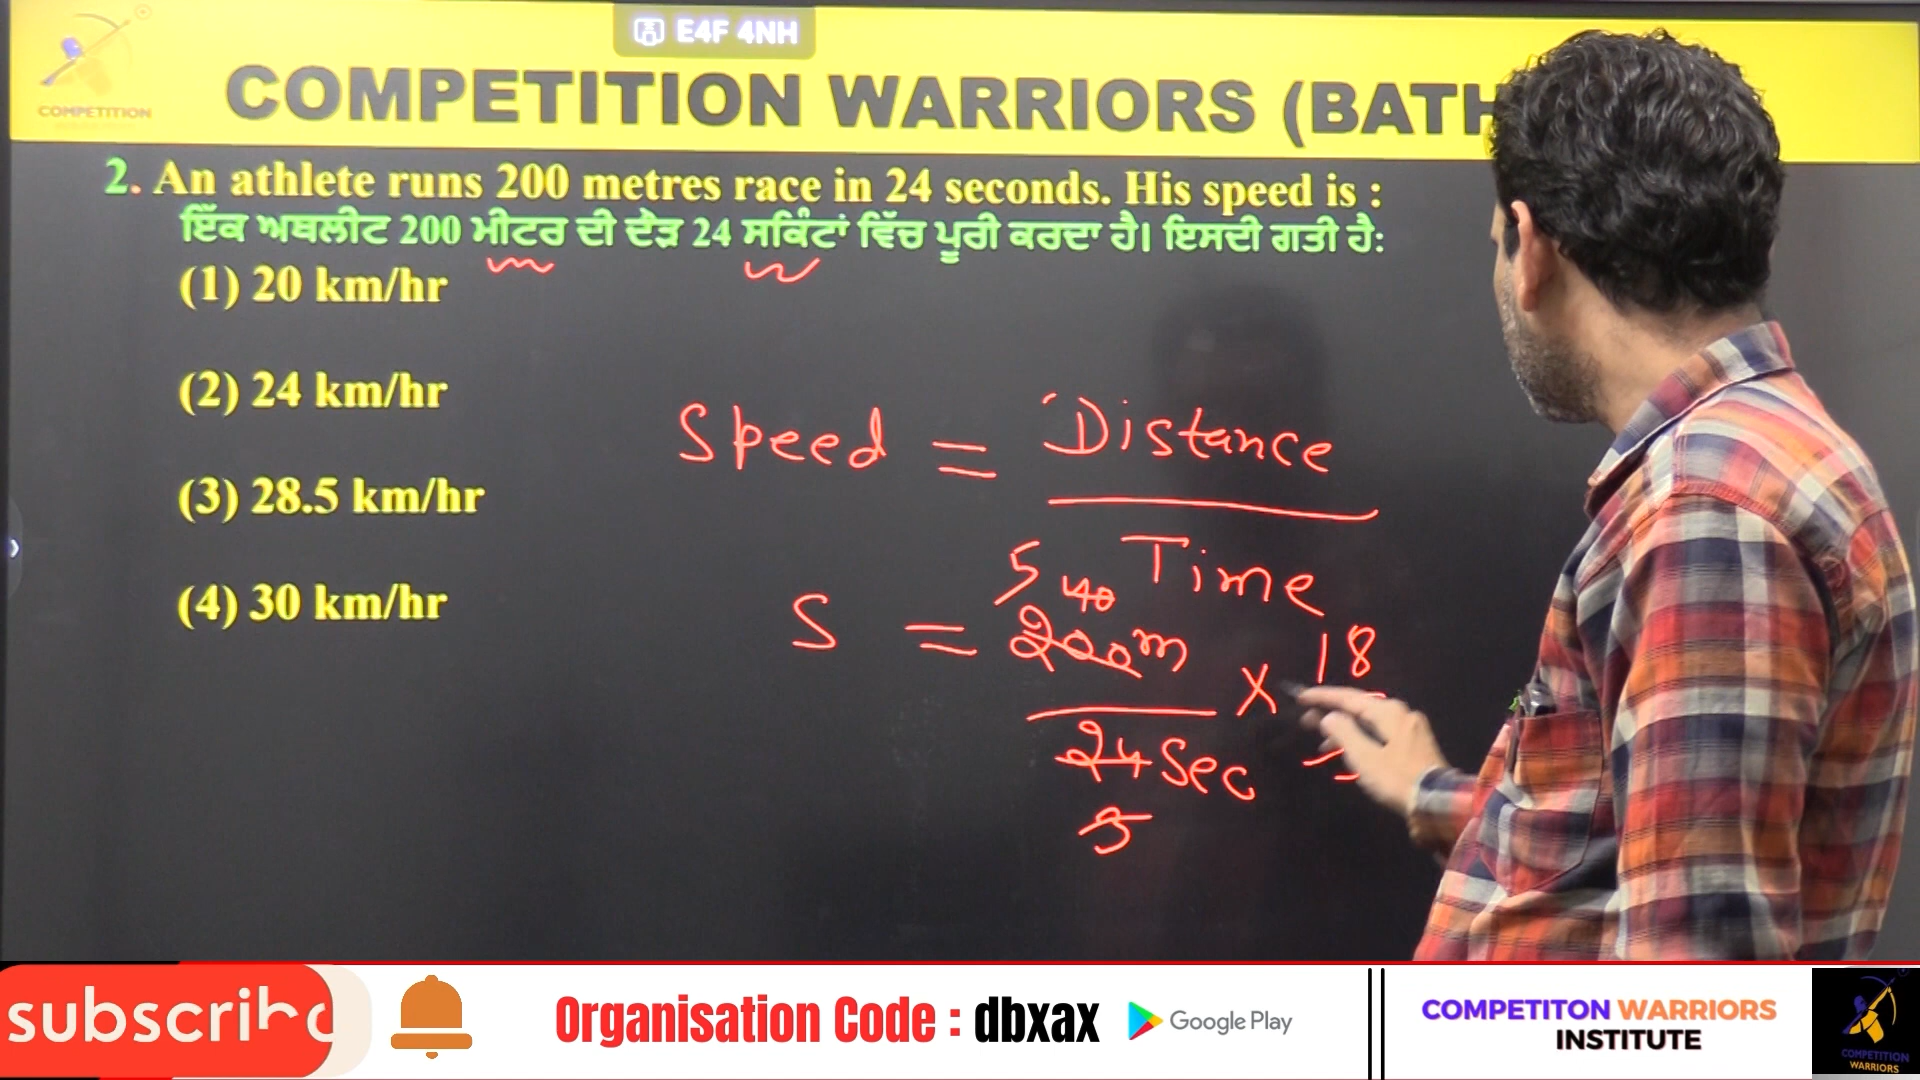 E4F 4NH
COMPETITION
COMPETITION WARRIORS (BATH
2. An athlete runs 200 metres race in 24 seconds. His speed is :
ਇੱਕ ਅਥਲੀਟ 200 ਮੀਟਰ ਦੀ ਦੌੜ 24 ਸਕਿੰਟਾਂ ਵਿੱਚ ਪੂਰੀ ਕਰਦਾ ਹੈ। ਇਸਦੀ ਗਤੀ ਹੈ:
(1) 20 km/hr
(2) 24 km/hr
(3) 28.5 km/hr
(4) 30 km/hr
Speed = Distance
Time
5 40
S = 200m × 18
24 Sec
subscrib
Organisation Code : dbxax
Google Play
COMPETITON WARRIORS
INSTITUTE
COMPETITION
WARRIORS